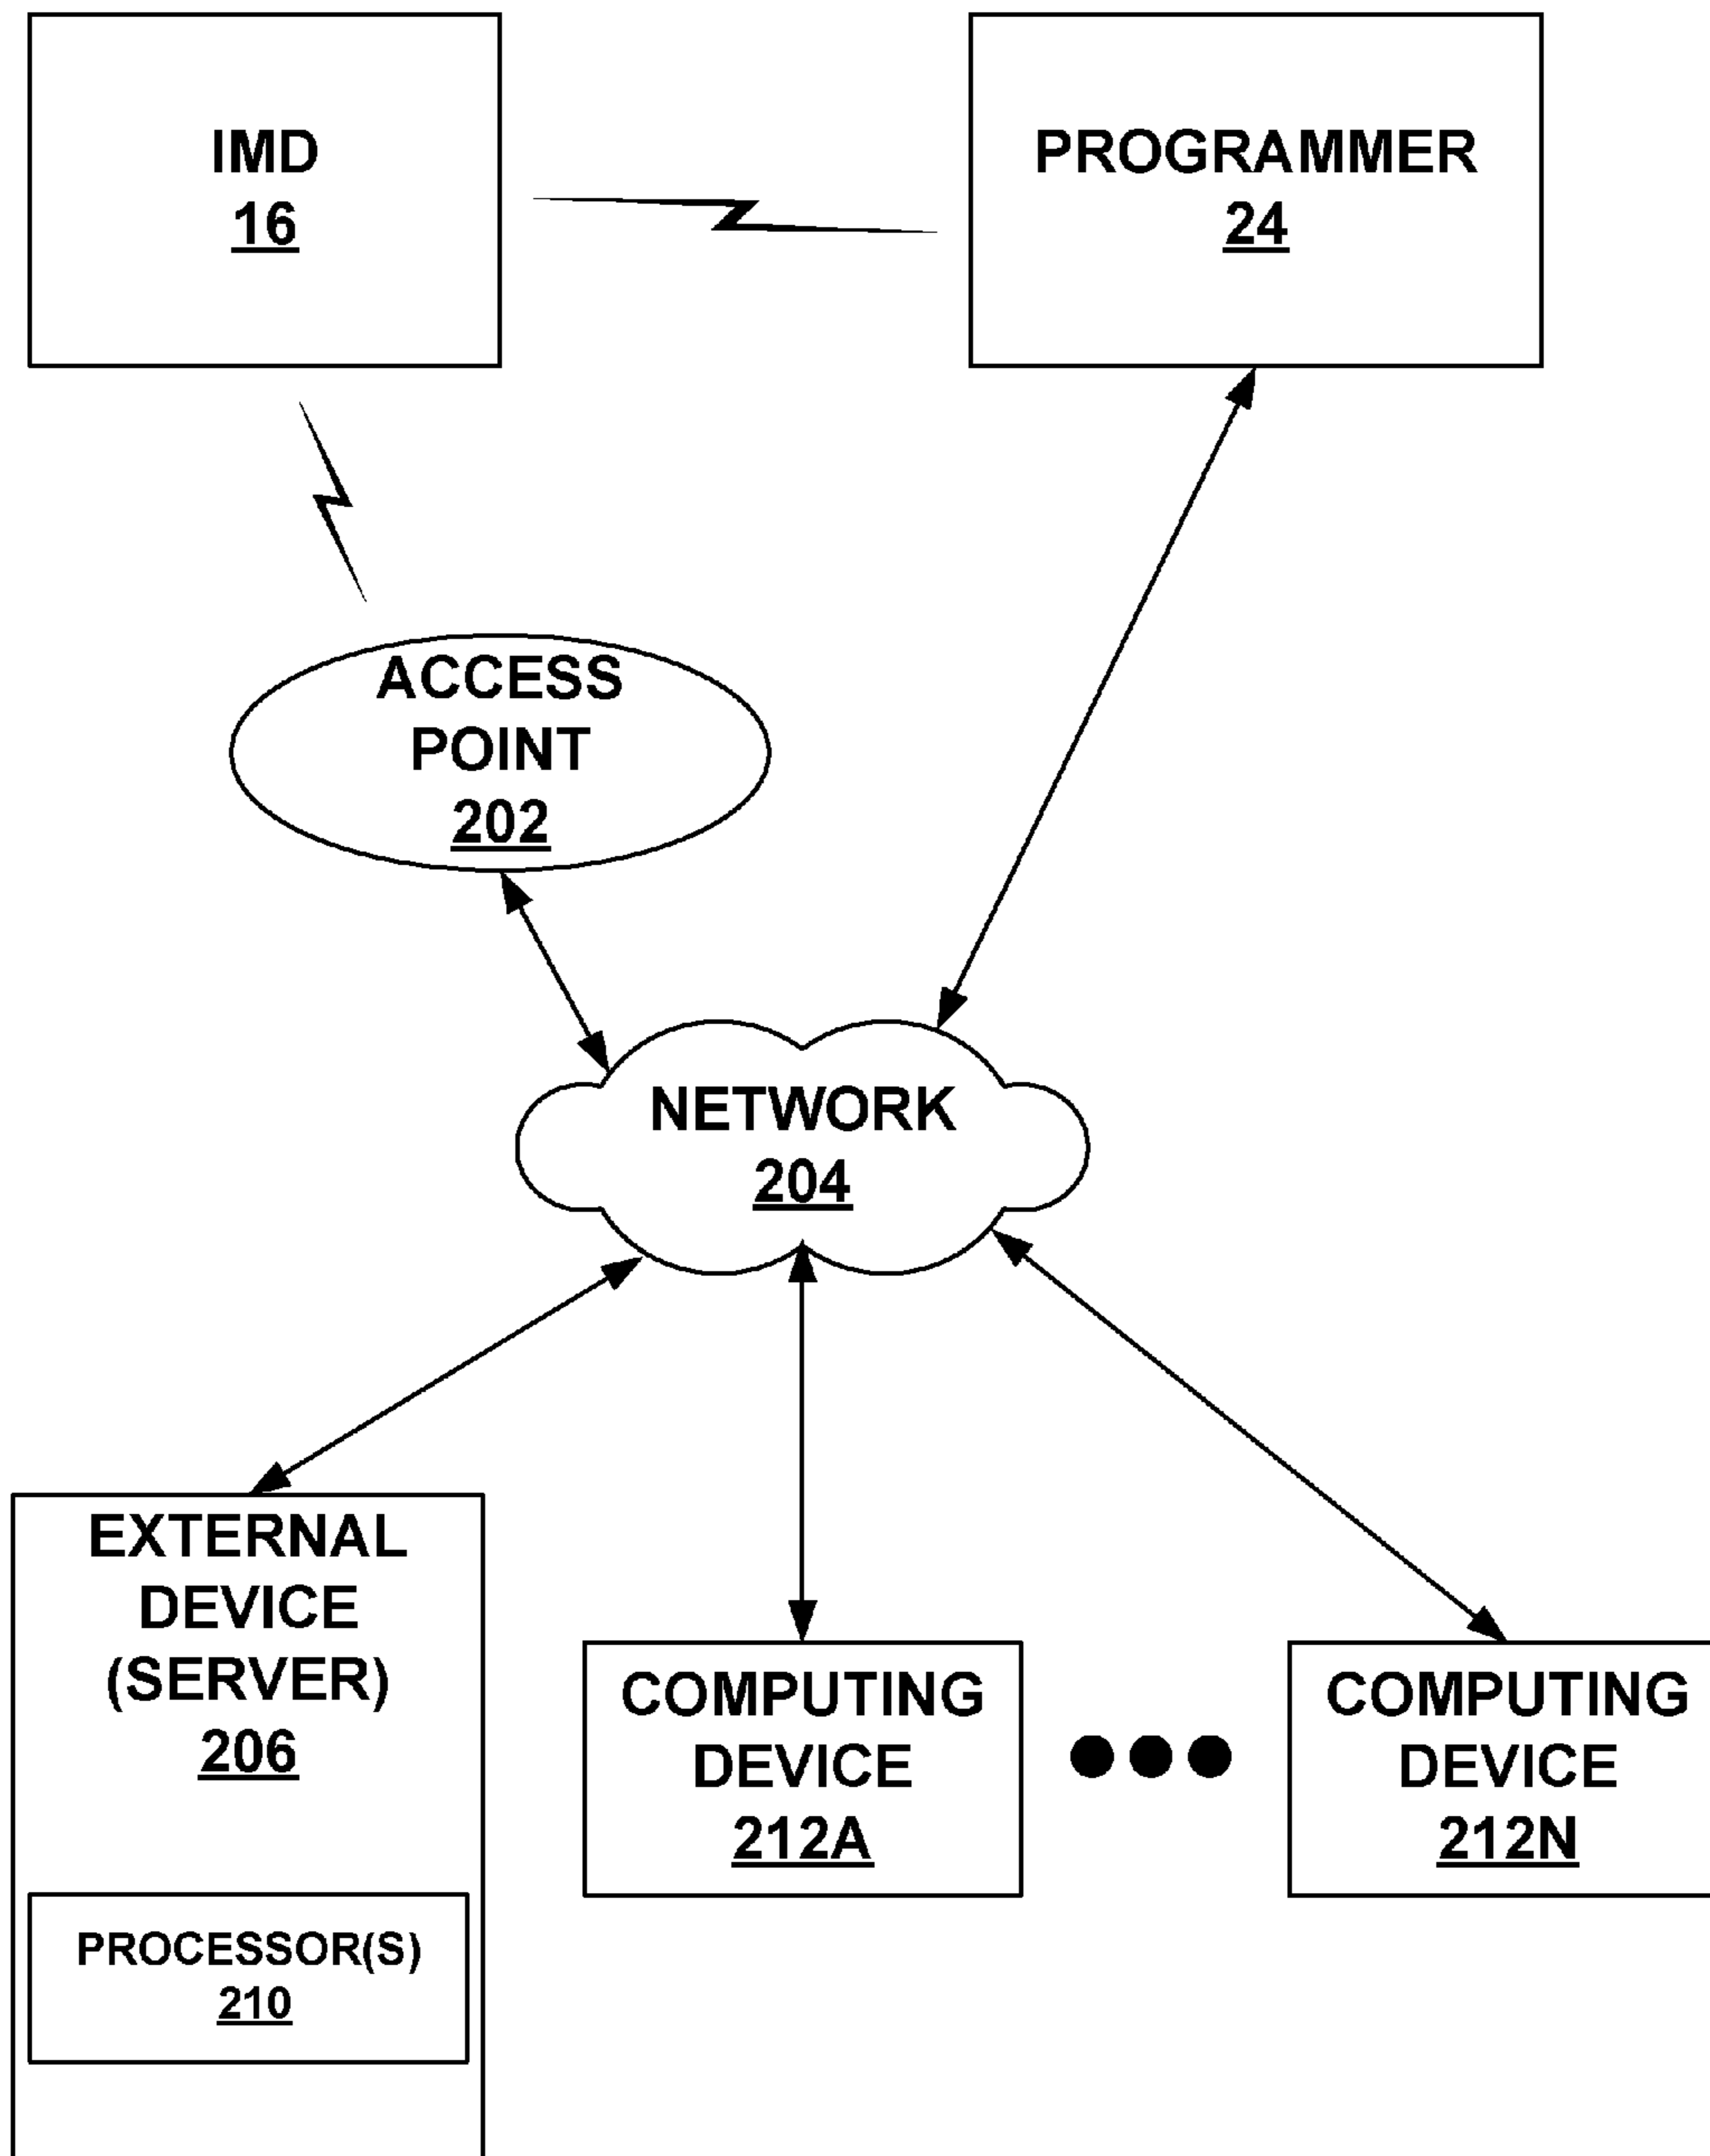 IMD
16
PROGRAMMER
24
ACCESS
POINT
202
NETWORK
204
EXTERNAL
DEVICE
(SERVER)
206
PROCESSOR(S)
210
COMPUTING
DEVICE
212A
COMPUTING
DEVICE
212N